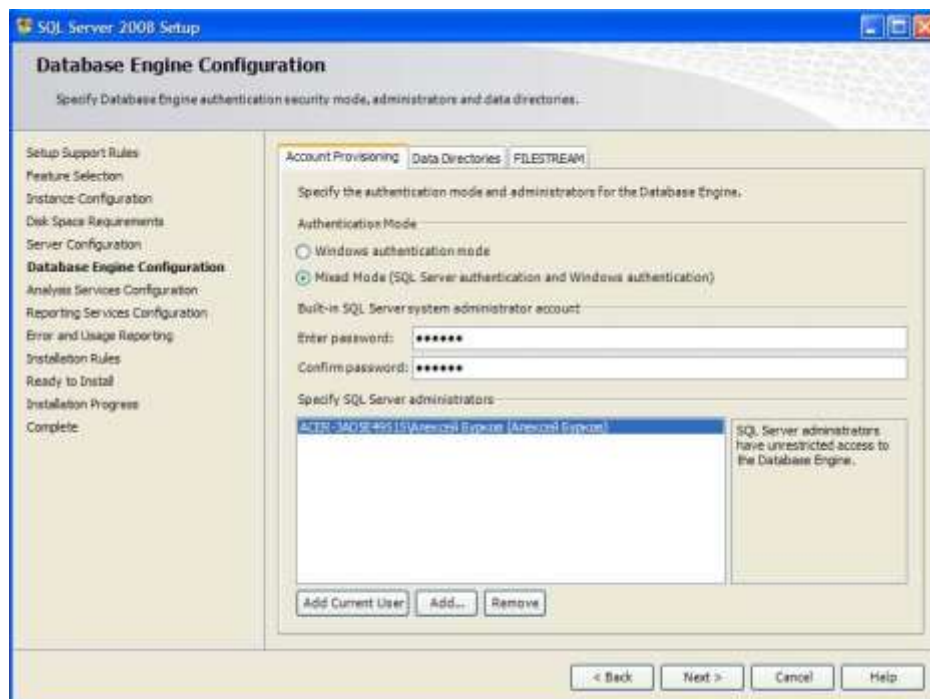 SQL Server 2008 Setup
Database Engine Configuration
Specify Database Engine authentication security mode, administrators and data directories.
Setup Support Rules
Feature Selection
Instance Configuration
Disk Space Requirements
Server Configuration
Database Engine Configuration
Analysis Services Configuration
Reporting Services Configuration
Error and Usage Reporting
Installation Rules
Ready to Install
Installation Progress
Complete
Account Provisioning
Data Directories
FILESTREAM
Specify the authentication mode and administrators for the Database Engine.
Authentication Mode
Windows authentication mode
Mixed Mode (SQL Server authentication and Windows authentication)
Built-in SQL Server system administrator account
Enter password: ••••••
Confirm password: ••••••
Specify SQL Server administrators
Алексей Бурков (Алексей Бурков)
SQL Server administrators
have unrestricted access to
the Database Engine.
Add Current User
Add...
Remove
< Back
Next >
Cancel
Help